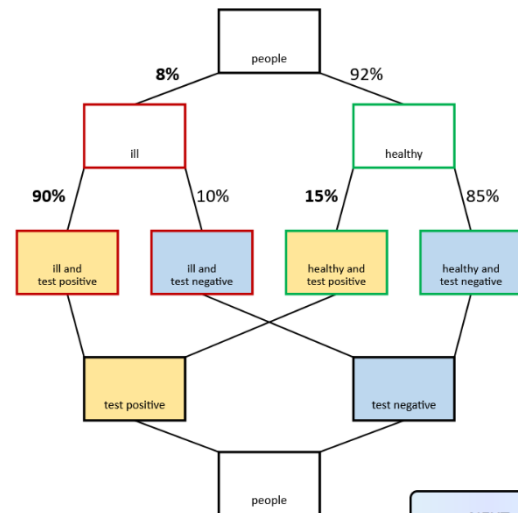 people
8% 92%
ill healthy
90% 10% 15% 85%
ill and
test positive
ill and
test negative
healthy and
test positive
healthy and
test negative
test positive test negative
people